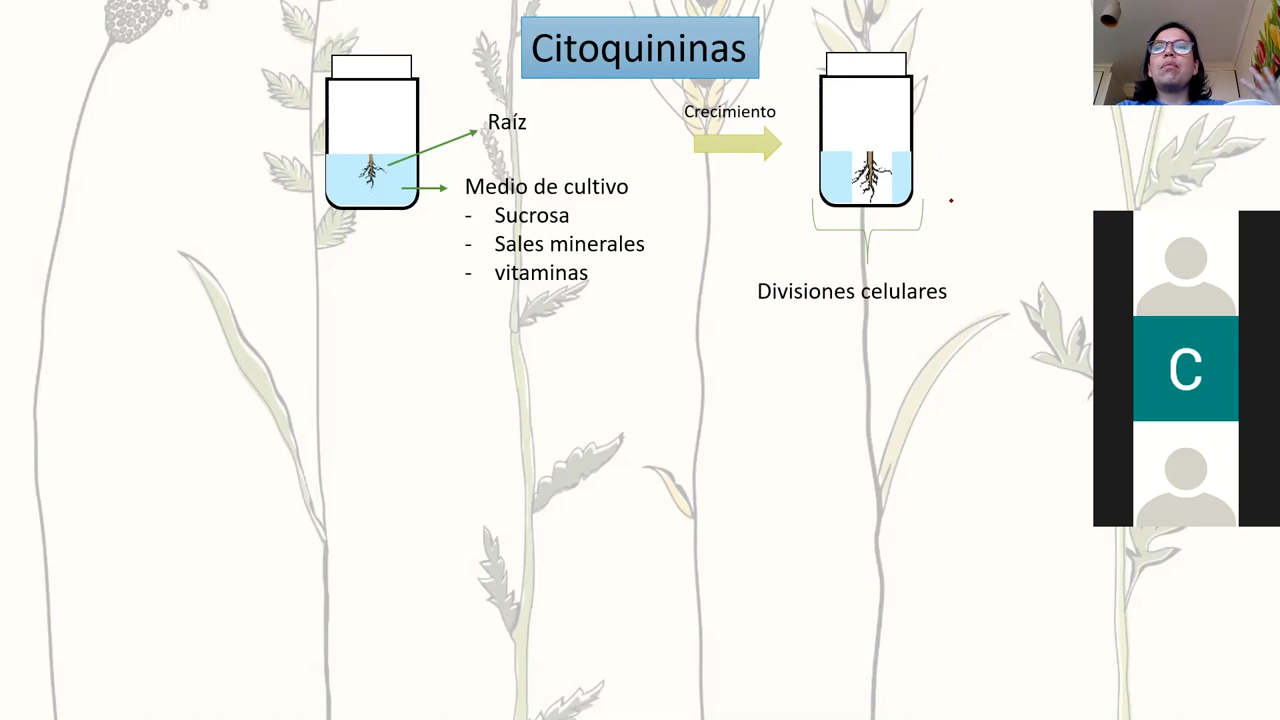 Citoquininas
Raíz
Medio de cultivo
- Sucrosa
- Sales minerales
- vitaminas
Crecimiento
Divisiones celulares
C